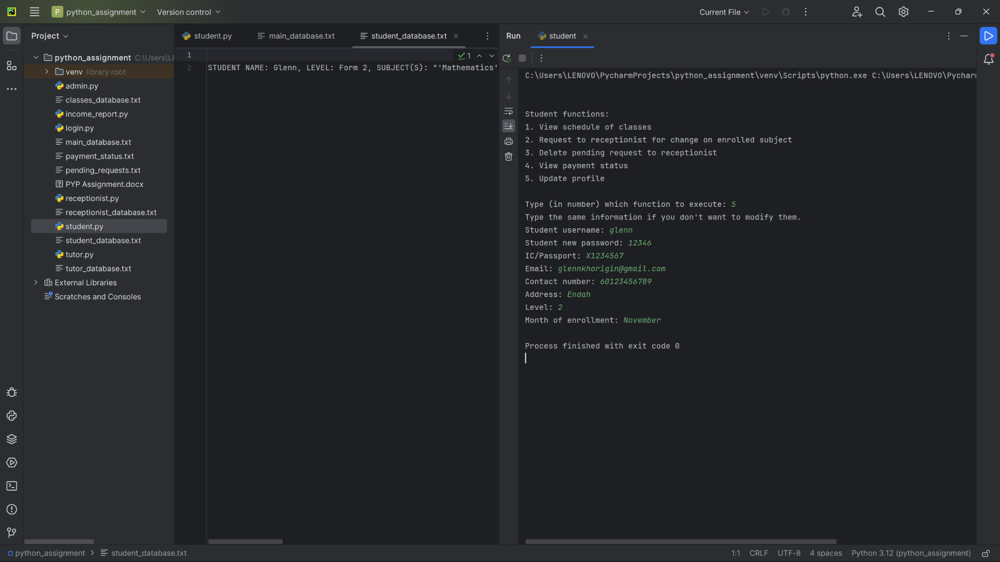 P python_assignment Version control Current File
Project
python_assignment C:\Users\LE
venv library root
admin.py
classes_database.txt
income_report.py
login.py
main_database.txt
payment_status.txt
pending_requests.txt
PYP Assignment.docx
receptionist.py
receptionist_database.txt
student.py
student_database.txt
tutor.py
tutor_database.txt
External Libraries
Scratches and Consoles
student.py main_database.txt student_database.txt
1
2 STUDENT NAME: Glenn, LEVEL: Form 2, SUBJECT(S): "'Mathematics'
1
Run student
C:\Users\LENOVO\PycharmProjects\python_assignment\venv\Scripts\python.exe C:\Users\LENOVO\Pycharm
Student functions:
1. View schedule of classes
2. Request to receptionist for change on enrolled subject
3. Delete pending request to receptionist
4. View payment status
5. Update profile
Type (in number) which function to execute: 5
Type the same information if you don't want to modify them.
Student username: glenn
Student new password: 12346
IC/Passport: X1234567
Email: glennkhorigin@gmail.com
Contact number: 60123456789
Address: Endah
Level: 2
Month of enrollment: November
Process finished with exit code 0
python_assignment > student_database.txt
1:1 CRLF UTF-8 4 spaces Python 3.12 (python_assignment)